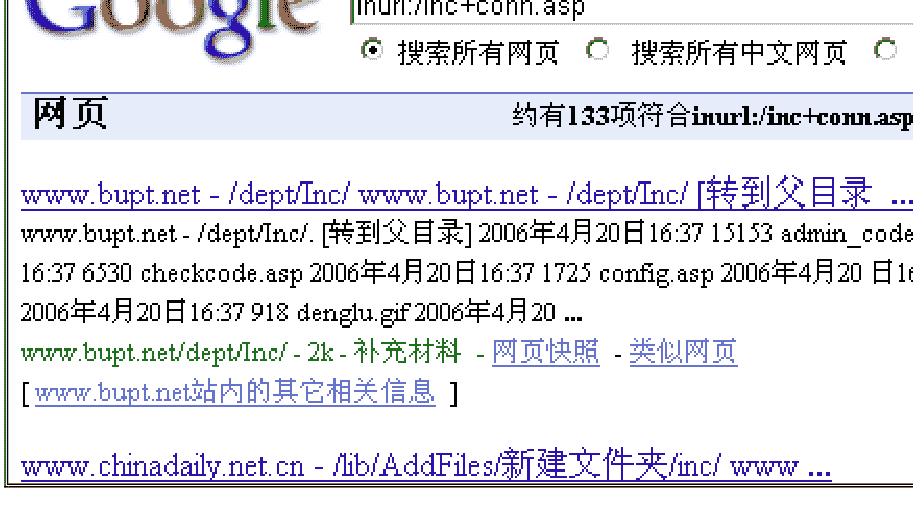 Google
inurl:/inc+conn.asp
搜索所有网页 搜索所有中文网页
网页 约有133项符合inurl:/inc+conn.asp
www.bupt.net - /dept/Inc/ www.bupt.net - /dept/Inc/ [转到父目录 ...
www.bupt.net - /dept/Inc/. [转到父目录] 2006年4月20日16:37 15153 admin_code
16:37 6530 checkcode.asp 2006年4月20日16:37 1725 config.asp 2006年4月20 日16
2006年4月20日16:37 918 denglu.gif 2006年4月20 ...
www.bupt.net/dept/Inc/ - 2k - 补充材料 - 网页快照 - 类似网页
[ www.bupt.net站内的其它相关信息 ]
www.chinadaily.net.cn - /lib/AddFiles/新建文件夹/inc/ www ...